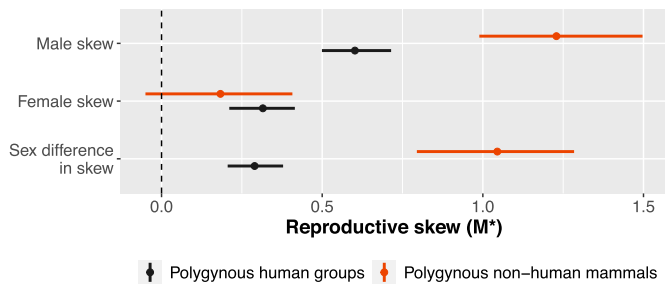 Male skew
Female skew
Sex difference
in skew
0.0 0.5 1.0 1.5
Reproductive skew (M*)
Polygynous human groups Polygynous non−human mammals